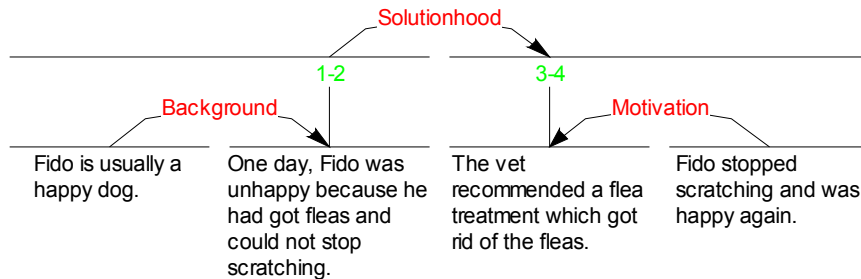 Solutionhood
1-2
3-4
Background
Motivation
Fido is usually a
happy dog.
One day, Fido was
unhappy because he
had got fleas and
could not stop
scratching.
The vet
recommended a flea
treatment which got
rid of the fleas.
Fido stopped
scratching and was
happy again.